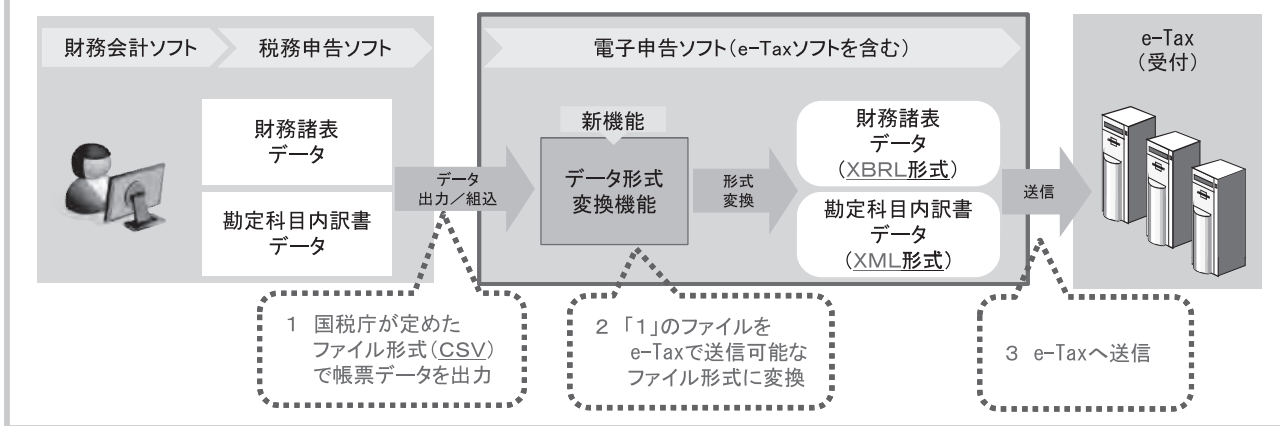 財務会計ソフト
税務申告ソフト
財務諸表
データ
勘定科目内訳書
データ
データ
出力／組込
電子申告ソフト(e-Taxソフトを含む)
新機能
データ形式
変換機能
形式
変換
財務諸表
データ
(XBRL形式)
勘定科目内訳書
データ
(XML形式)
送信
e-Tax
(受付)
1 国税庁が定めた
ファイル形式(CSV)
で帳票データを出力
2 「1」のファイルを
e-Taxで送信可能な
ファイル形式に変換
3 e-Taxへ送信